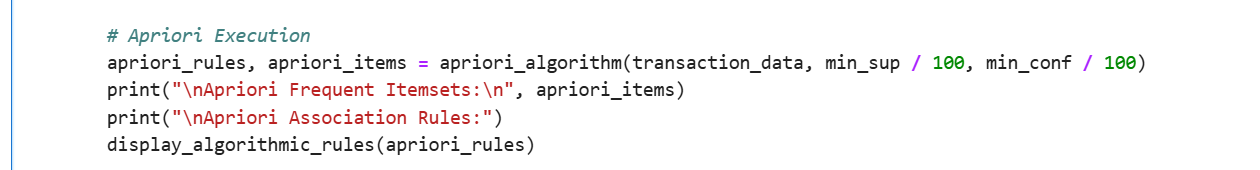 # Apriori Execution
apriori_rules, apriori_items = apriori_algorithm(transaction_data, min_sup / 100, min_conf / 100)
print("\nApriori Frequent Itemsets:\n", apriori_items)
print("\nApriori Association Rules:")
display_algorithmic_rules(apriori_rules)